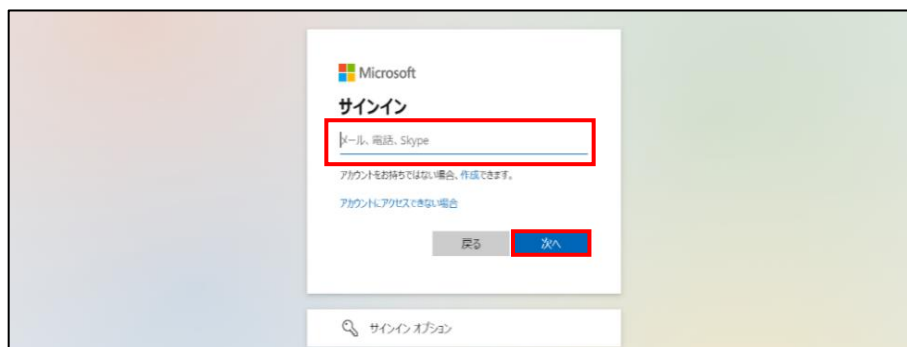 Microsoft
サインイン
メール、電話、Skype
アカウントをお持ちではない場合、作成できます。
アカウントにアクセスできない場合
戻る 次へ
サインイン オプション